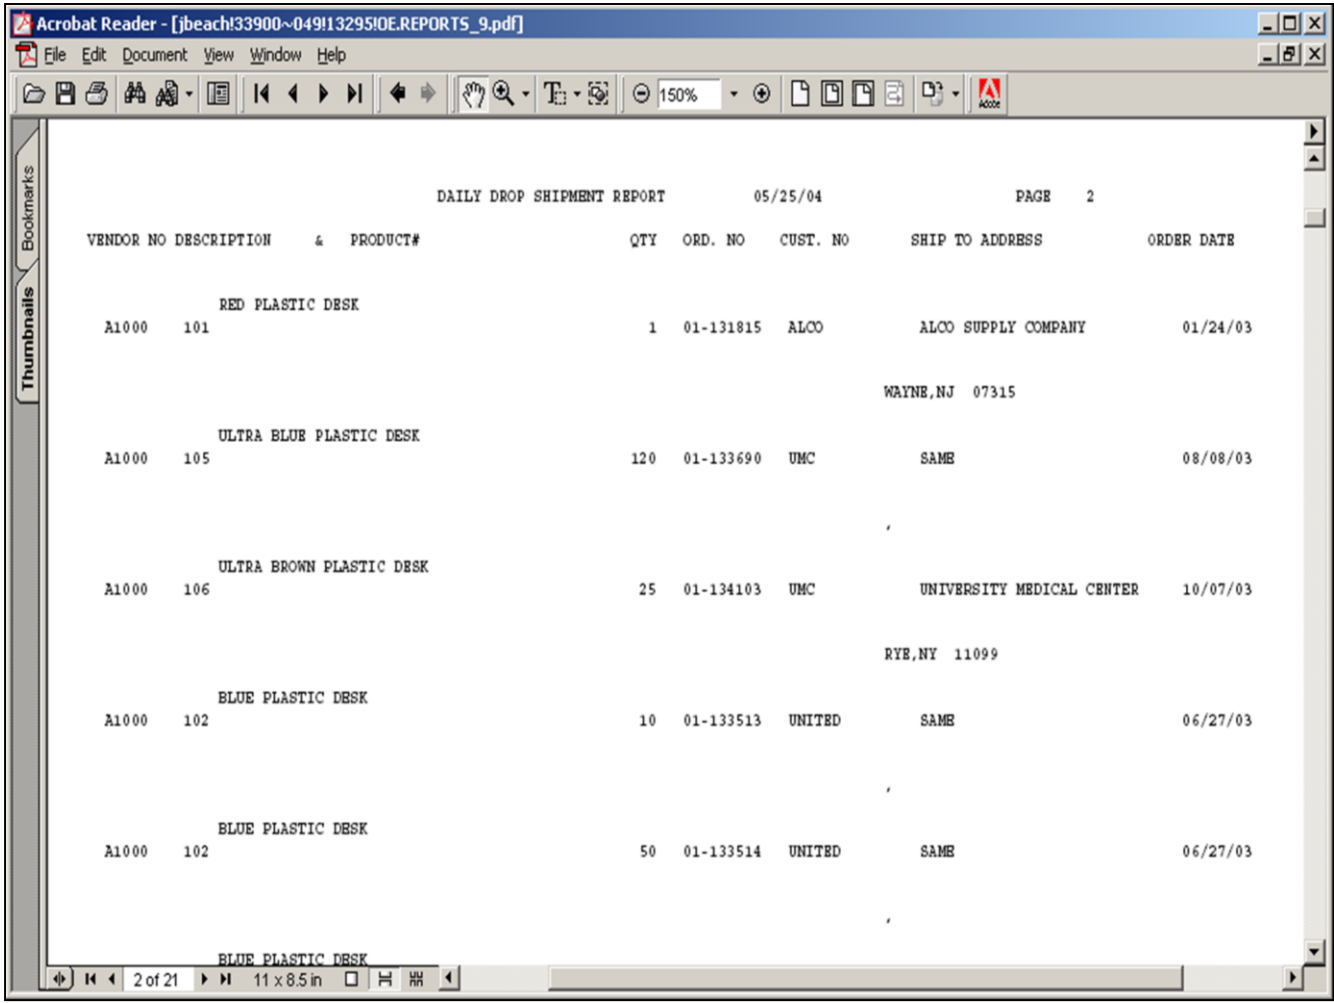 Acrobat Reader - [jbeach!33900~049!13295!OE.REPORTS_9.pdf]
File Edit Document View Window Help
150%
Adobe
Bookmarks
Thumbnails
DAILY DROP SHIPMENT REPORT 05/25/04 PAGE 2
VENDOR NO DESCRIPTION & PRODUCT# QTY ORD. NO CUST. NO SHIP TO ADDRESS ORDER DATE
RED PLASTIC DESK
A1000 101 1 01-131815 ALCO ALCO SUPPLY COMPANY 01/24/03
WAYNE,NJ 07315
ULTRA BLUE PLASTIC DESK
A1000 105 120 01-133690 UMC SAME 08/08/03
,
ULTRA BROWN PLASTIC DESK
A1000 106 25 01-134103 UMC UNIVERSITY MEDICAL CENTER 10/07/03
RYE,NY 11099
BLUE PLASTIC DESK
A1000 102 10 01-133513 UNITED SAME 06/27/03
,
BLUE PLASTIC DESK
A1000 102 50 01-133514 UNITED SAME 06/27/03
,
BLUE PLASTIC DESK
2 of 21 11 x 8.5 in